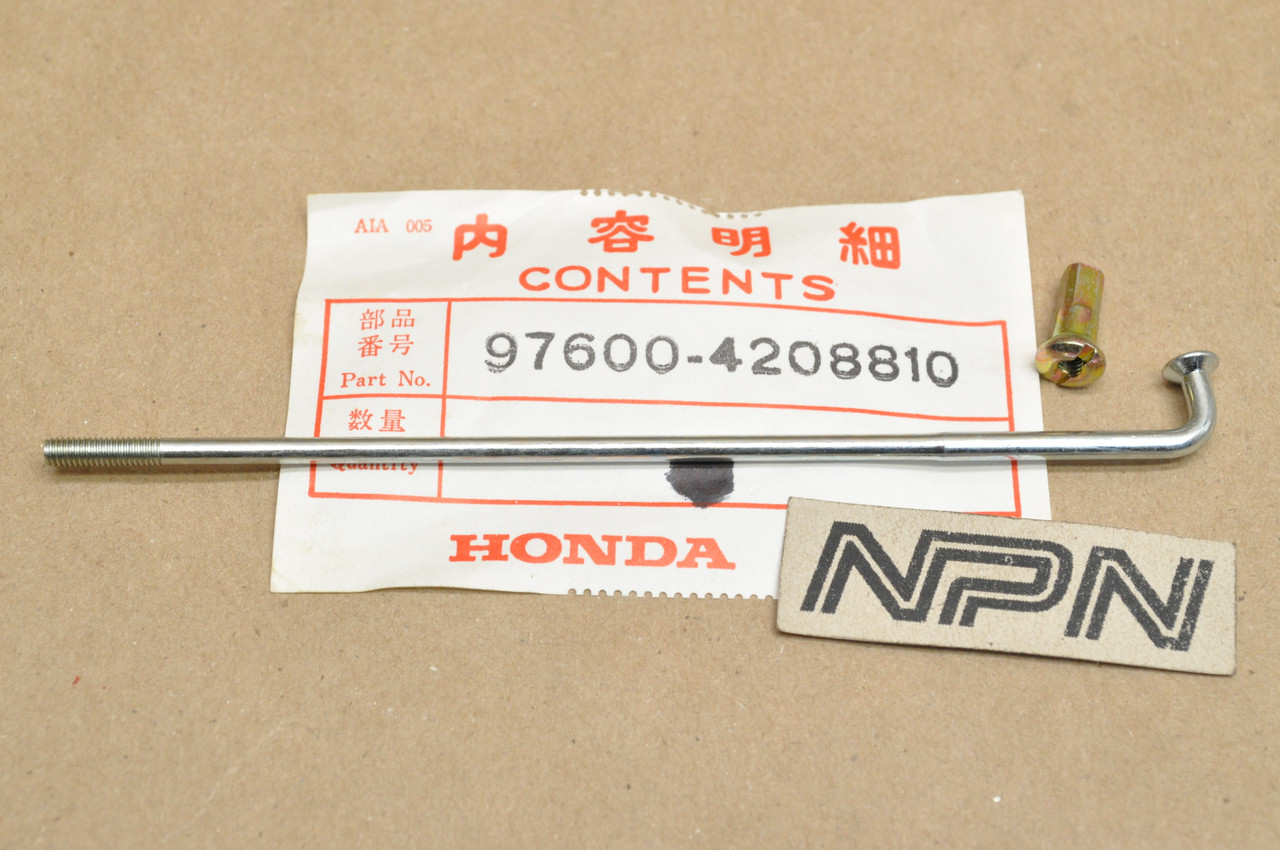 AIA 005
内容明細
CONTENTS
部品
番号
Part No.
97600-4208810
数量
Quantity
HONDA
NPN